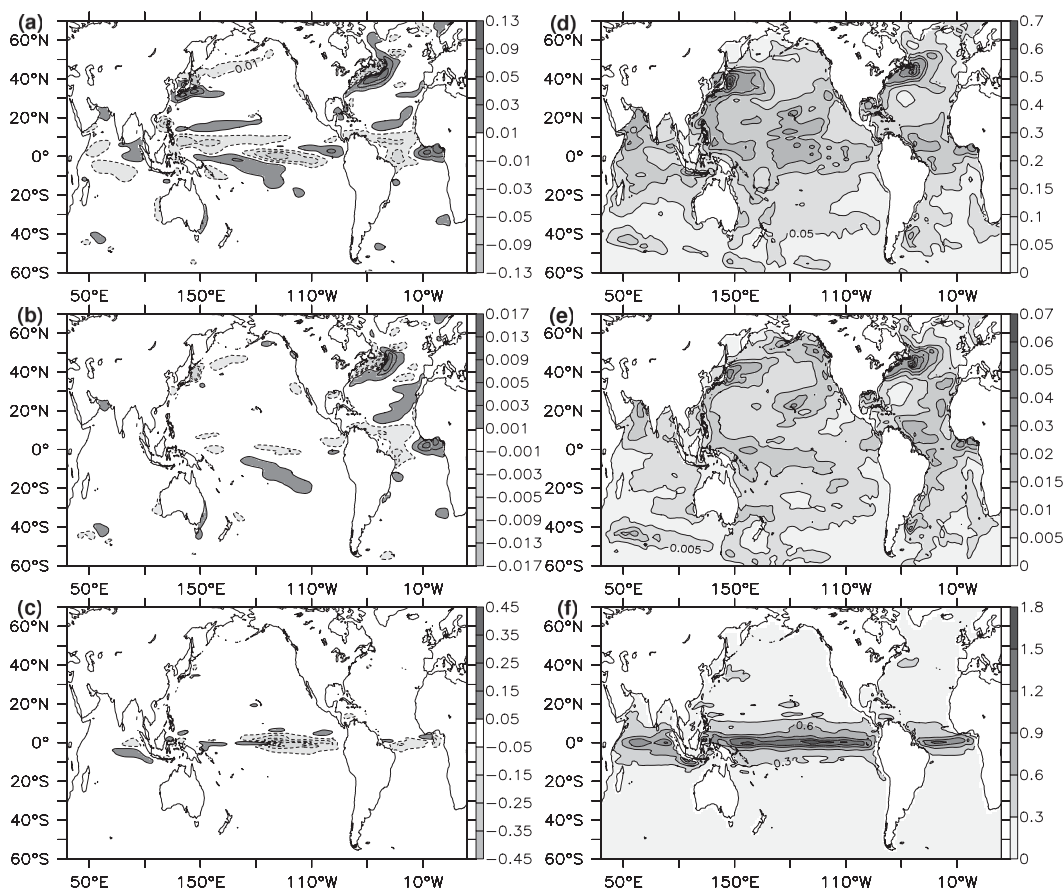 (a)
60°N
40°N
20°N
0°
20°S
40°S
60°S
50°E 150°E 110°W 10°W
0.01
0.13
0.09
0.05
0.03
0.01
−0.01
−0.03
−0.05
−0.09
−0.13
(d)
60°N
40°N
20°N
0°
20°S
40°S
60°S
50°E 150°E 110°W 10°W
0.05
0.7
0.6
0.5
0.4
0.3
0.2
0.15
0.1
0.05
0
(b)
60°N
40°N
20°N
0°
20°S
40°S
60°S
50°E 150°E 110°W 10°W
0.017
0.013
0.009
0.005
0.003
0.001
−0.001
−0.003
−0.005
−0.009
−0.013
−0.017
(e)
60°N
40°N
20°N
0°
20°S
40°S
60°S
50°E 150°E 110°W 10°W
0.005
0.07
0.06
0.05
0.04
0.03
0.02
0.015
0.01
0.005
0
(c)
60°N
40°N
20°N
0°
20°S
40°S
60°S
50°E 150°E 110°W 10°W
0.45
0.35
0.25
0.15
0.05
−0.05
−0.15
−0.25
−0.35
−0.45
(f)
60°N
40°N
20°N
0°
20°S
40°S
60°S
50°E 150°E 110°W 10°W
0.6
0.3
1.8
1.5
1.2
0.9
0.6
0.3
0